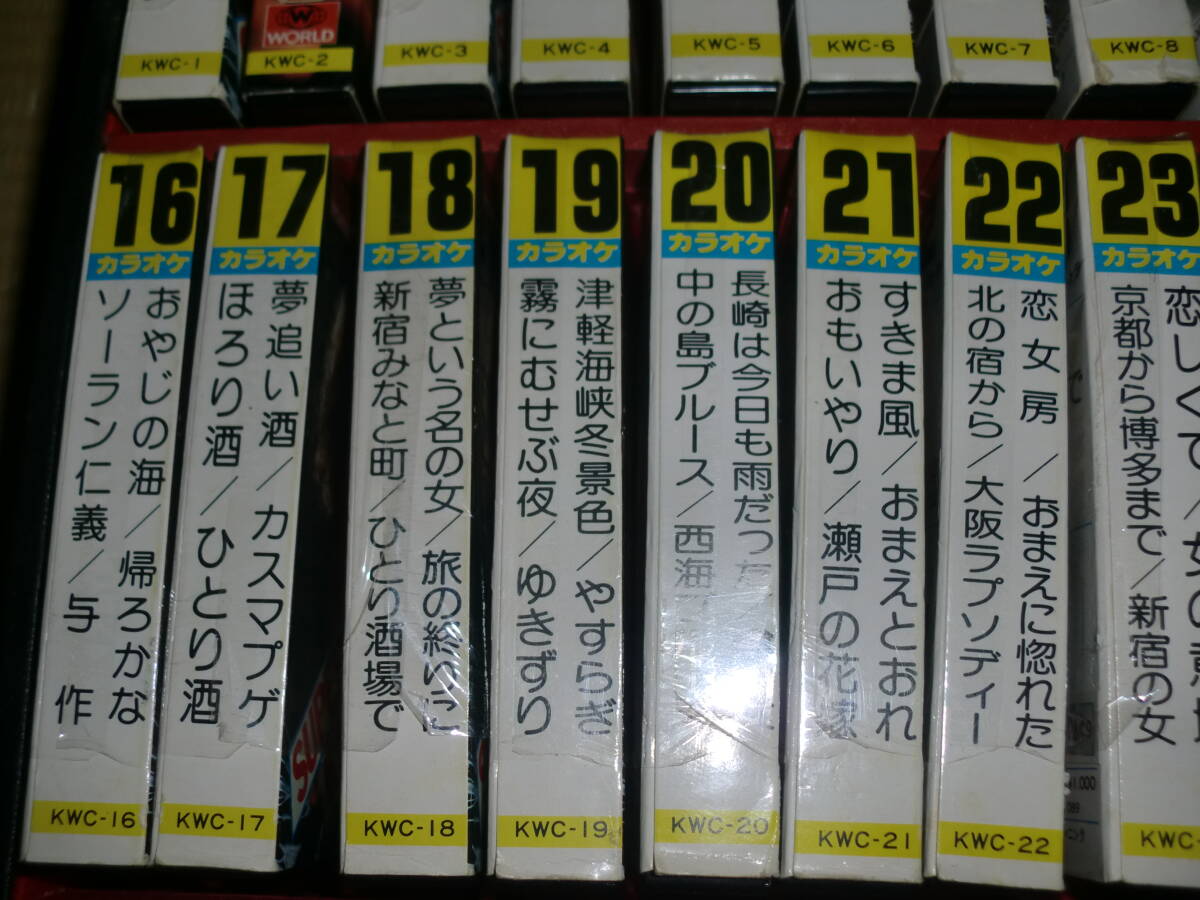 KWC-1
WORLD
KWC-2
KWC-3
KWC-4
KWC-5
KWC-6
KWC-7
KWC-8
16
カラオケ
おやじの海/帰ろかな
ソーラン仁義/与作
KWC-16
17
カラオケ
夢追い酒/カスマプゲ
ほろり酒/ひとり酒
KWC-17
18
カラオケ
夢という名の女/旅の終りに
新宿みなと町/ひとり酒場で
KWC-18
19
カラオケ
津軽海峡冬景色/やすらぎ
霧にむせぶ夜/ゆきずり
KWC-19
20
カラオケ
長崎は今日も雨だった
中の島ブルース/西海
KWC-20
21
カラオケ
すきま風/おまえとおれ
おもいやり/瀬戸の花嫁
KWC-21
22
カラオケ
恋女房/おまえに惚れた
北の宿から/大阪ラプソディー
KWC-22
23
カラオケ
恋しくて/女の
京都から博多まで/新宿の女
KWC-